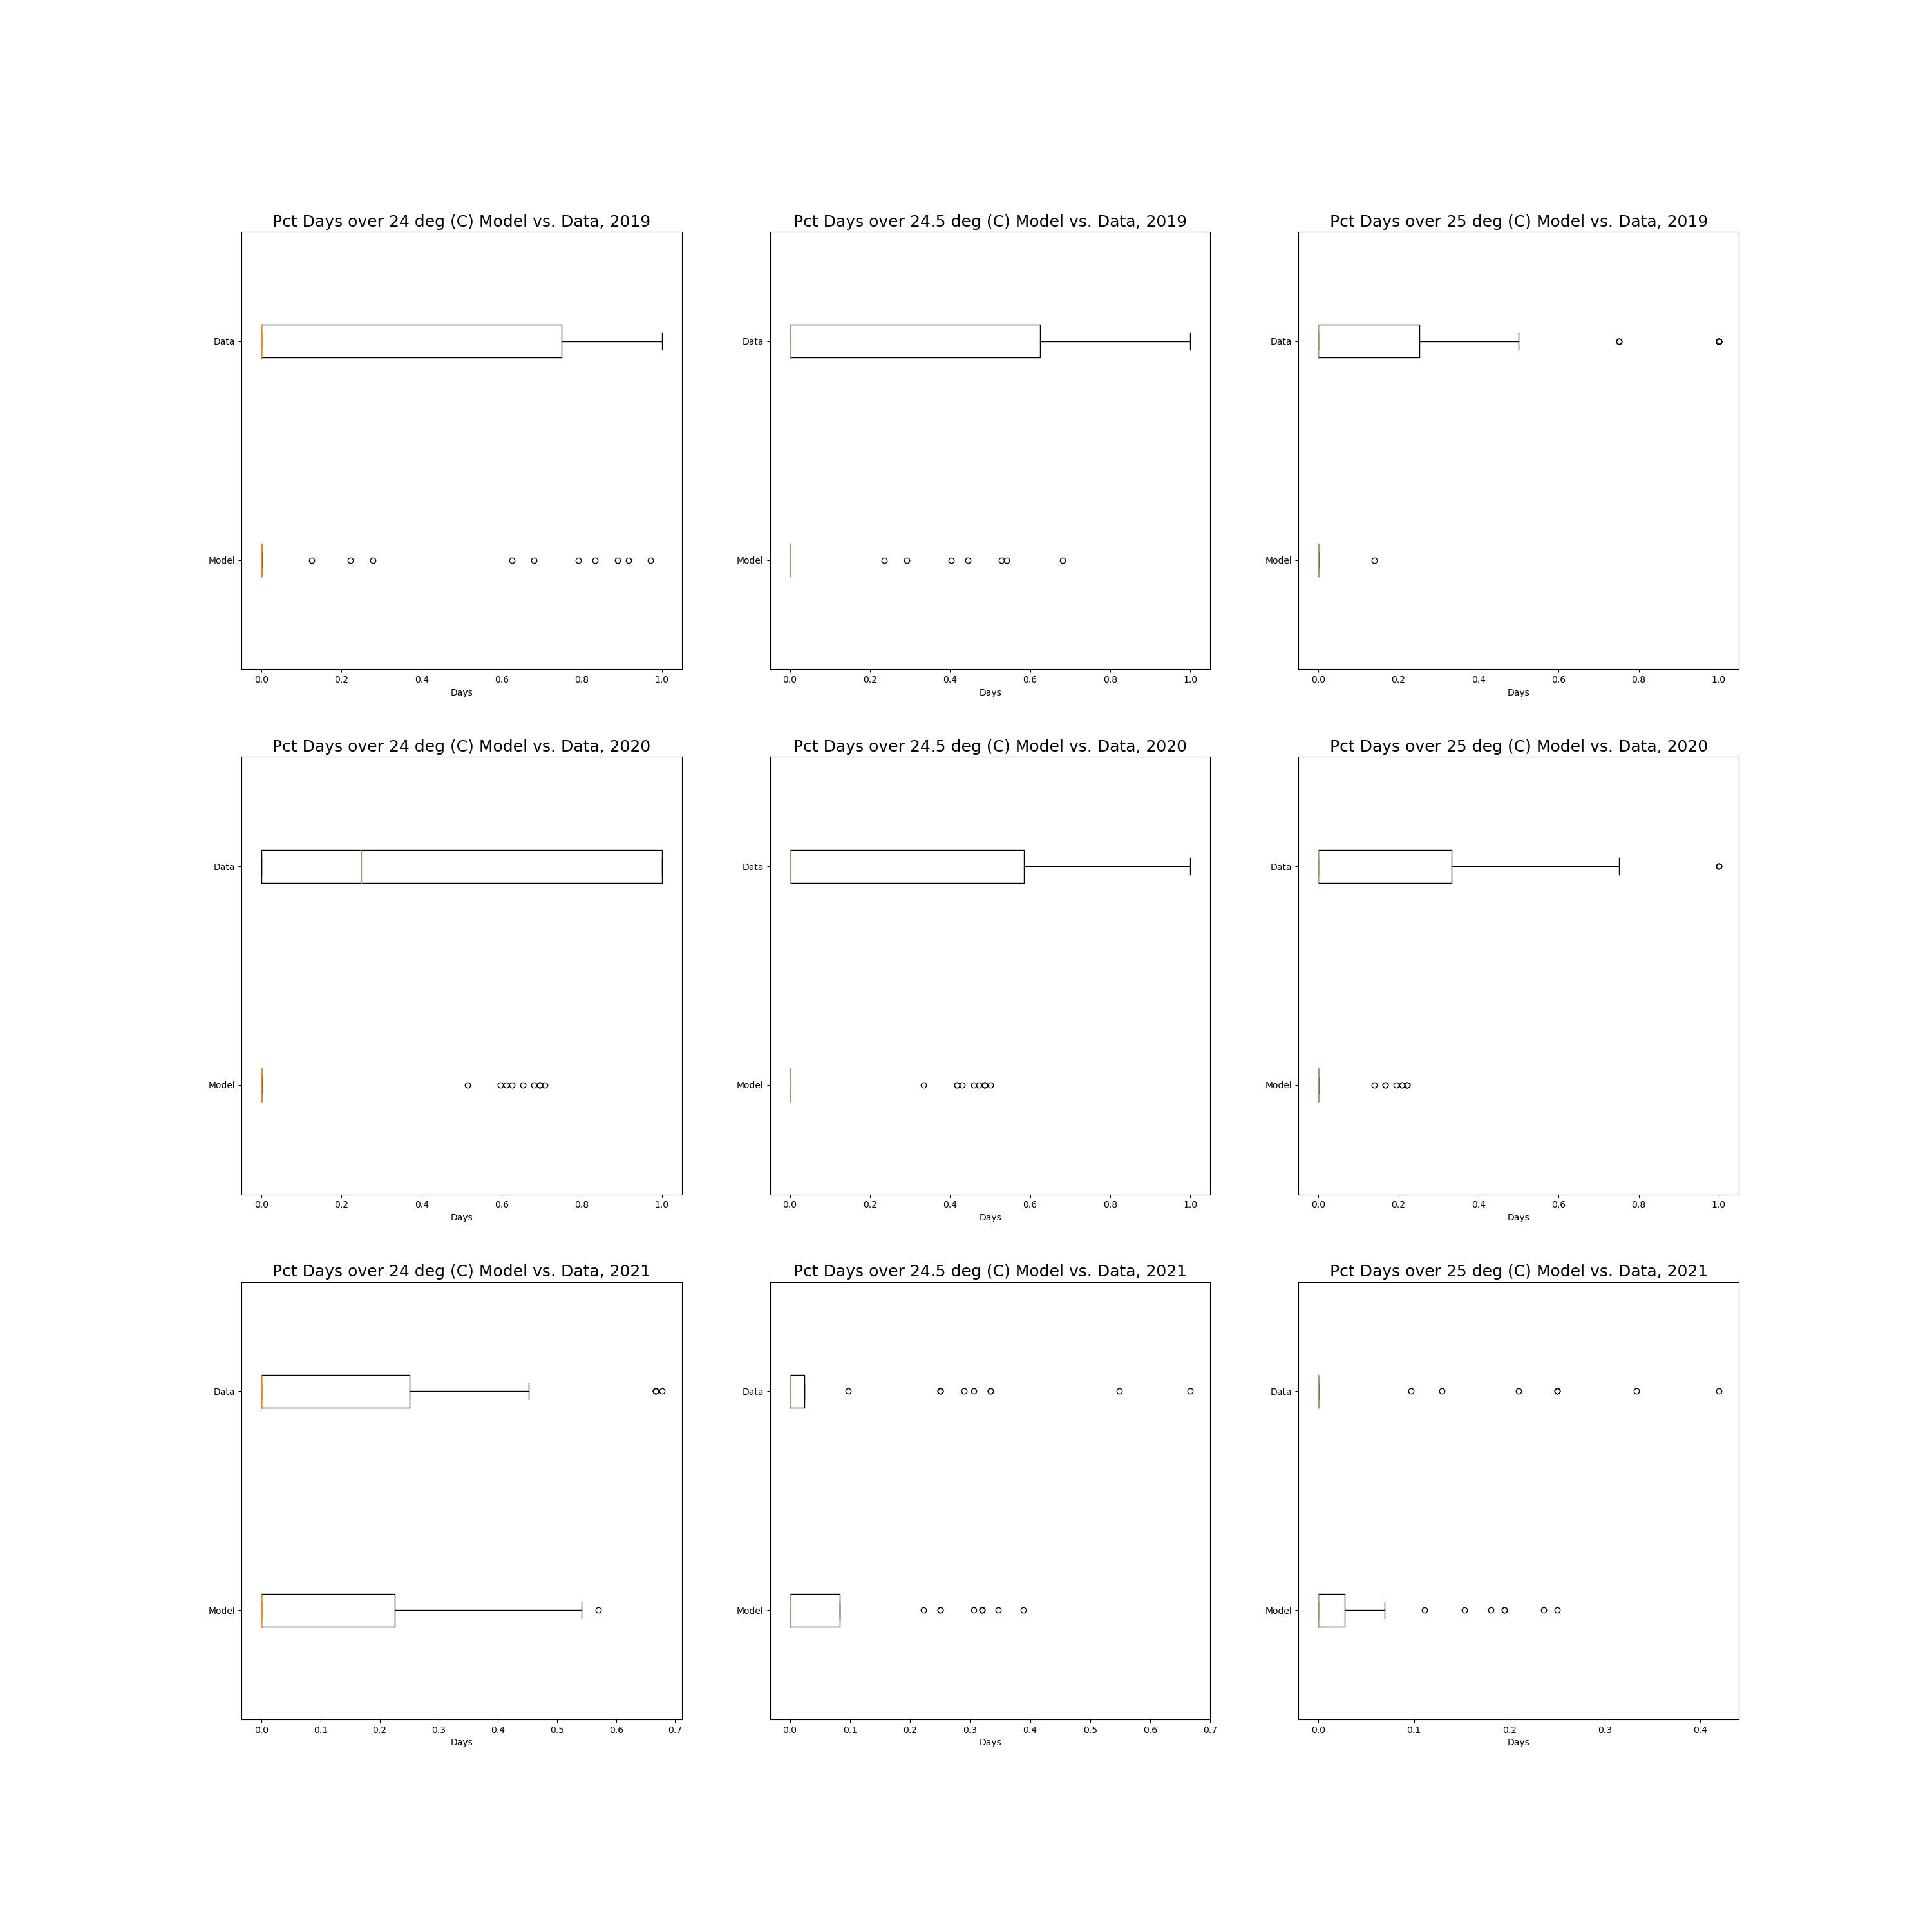 Pct Days over 24 deg (C) Model vs. Data, 2019
Data
Model
0.0 0.2 0.4 0.6 0.8 1.0
Days
Pct Days over 24.5 deg (C) Model vs. Data, 2019
Data
Model
0.0 0.2 0.4 0.6 0.8 1.0
Days
Pct Days over 25 deg (C) Model vs. Data, 2019
Data
Model
0.0 0.2 0.4 0.6 0.8 1.0
Days
Pct Days over 24 deg (C) Model vs. Data, 2020
Data
Model
0.0 0.2 0.4 0.6 0.8 1.0
Days
Pct Days over 24.5 deg (C) Model vs. Data, 2020
Data
Model
0.0 0.2 0.4 0.6 0.8 1.0
Days
Pct Days over 25 deg (C) Model vs. Data, 2020
Data
Model
0.0 0.2 0.4 0.6 0.8 1.0
Days
Pct Days over 24 deg (C) Model vs. Data, 2021
Data
Model
0.0 0.1 0.2 0.3 0.4 0.5 0.6 0.7
Days
Pct Days over 24.5 deg (C) Model vs. Data, 2021
Data
Model
0.0 0.1 0.2 0.3 0.4 0.5 0.6 0.7
Days
Pct Days over 25 deg (C) Model vs. Data, 2021
Data
Model
0.0 0.1 0.2 0.3 0.4
Days